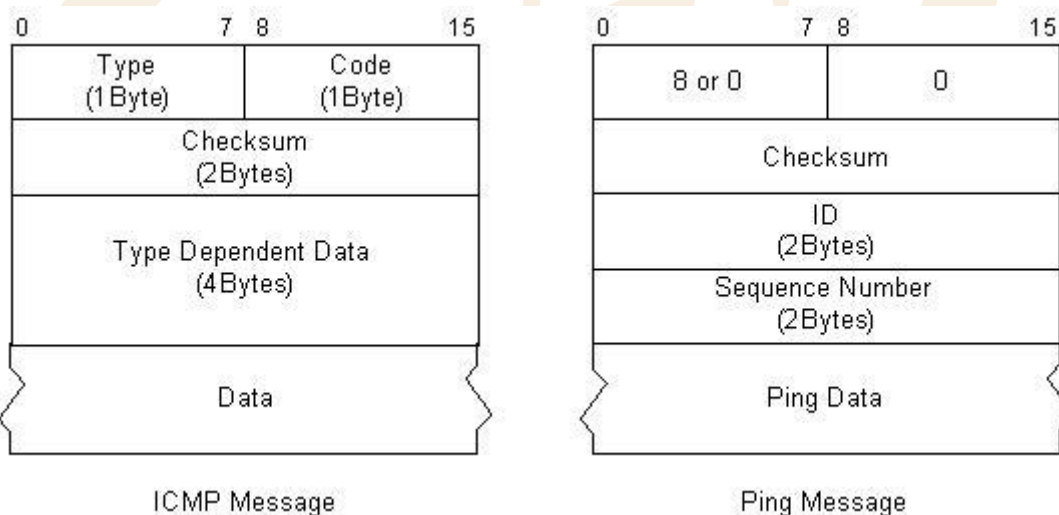 0 7 8 15
Type
(1Byte)
Code
(1Byte)
Checksum
(2Bytes)
Type Dependent Data
(4Bytes)
Data
ICMP Message
0 7 8 15
8 or 0
0
Checksum
ID
(2Bytes)
Sequence Number
(2Bytes)
Ping Data
Ping Message